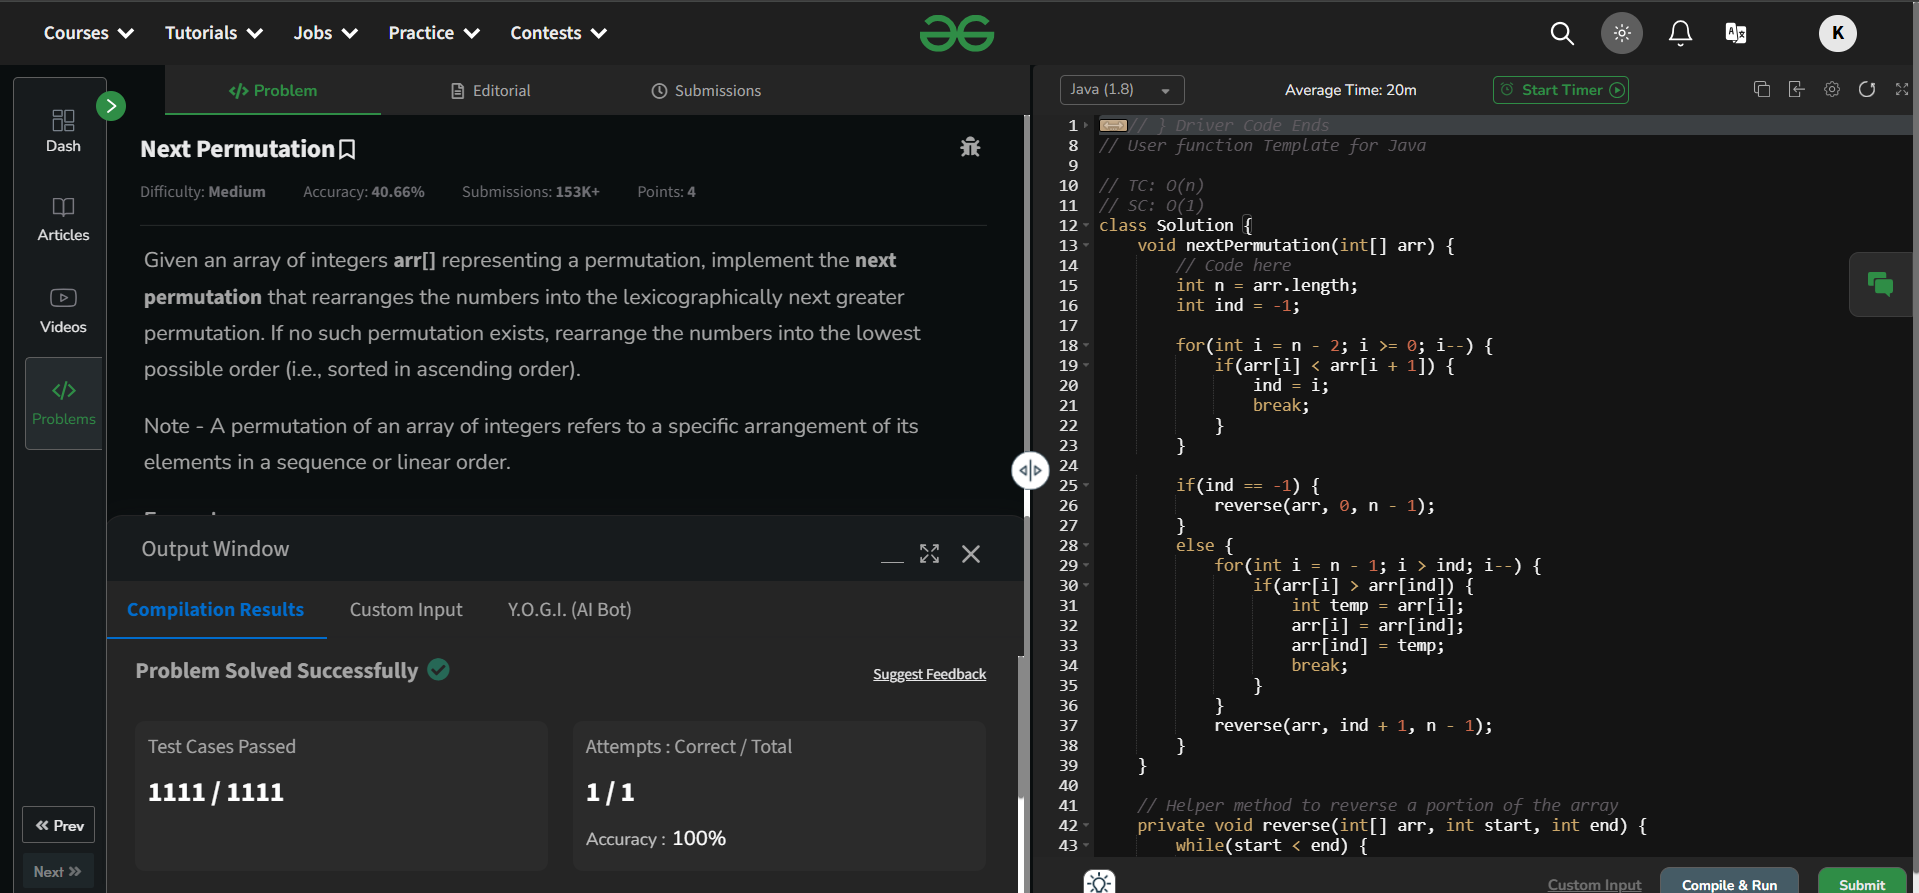 Courses Tutorials Jobs Practice Contests
K
Dash
Articles
Videos
Problems
Prev
Next
Problem Editorial Submissions
Next Permutation
Difficulty: Medium Accuracy: 40.66% Submissions: 153K+ Points: 4
Given an array of integers arr[] representing a permutation, implement the next
permutation that rearranges the numbers into the lexicographically next greater
permutation. If no such permutation exists, rearrange the numbers into the lowest
possible order (i.e., sorted in ascending order).
Note - A permutation of an array of integers refers to a specific arrangement of its
elements in a sequence or linear order.
Output Window
Compilation Results Custom Input Y.O.G.I. (AI Bot)
Problem Solved Successfully
Suggest Feedback
Test Cases Passed
1111 / 1111
Attempts : Correct / Total
1 / 1
Accuracy : 100%
Java (1.8) Average Time: 20m Start Timer
1 // } Driver Code Ends
8 // User function Template for Java
9
10 // TC: O(n)
11 // SC: O(1)
12 class Solution {
13 void nextPermutation(int[] arr) {
14 // Code here
15 int n = arr.length;
16 int ind = -1;
17
18 for(int i = n - 2; i >= 0; i--) {
19 if(arr[i] < arr[i + 1]) {
20 ind = i;
21 break;
22 }
23 }
24
25 if(ind == -1) {
26 reverse(arr, 0, n - 1);
27 }
28 else {
29 for(int i = n - 1; i > ind; i--) {
30 if(arr[i] > arr[ind]) {
31 int temp = arr[i];
32 arr[i] = arr[ind];
33 arr[ind] = temp;
34 break;
35 }
36 }
37 reverse(arr, ind + 1, n - 1);
38 }
39 }
40
41 // Helper method to reverse a portion of the array
42 private void reverse(int[] arr, int start, int end) {
43 while(start < end) {
Custom Input Compile & Run Submit